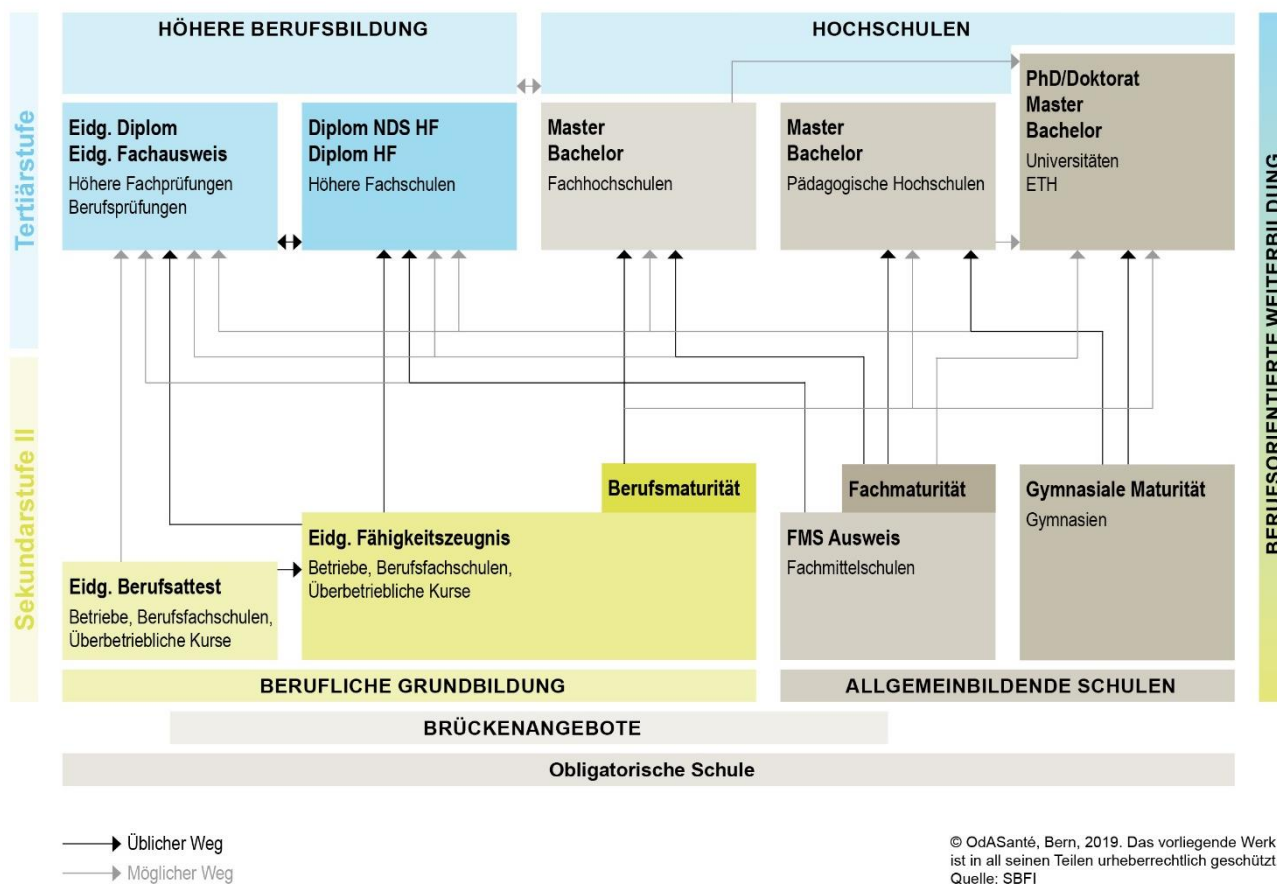 HÖHERE BERUFSBILDUNG
HOCHSCHULEN
Tertiärstufe
Eidg. Diplom
Eidg. Fachausweis
Höhere Fachprüfungen
Berufsprüfungen
Diplom NDS HF
Diplom HF
Höhere Fachschulen
Master
Bachelor
Fachhochschulen
Master
Bachelor
Pädagogische Hochschulen
PhD/Doktorat
Master
Bachelor
Universitäten
ETH
BERUFSORIENTIERTE WEITERBILDUNG
Sekundarstufe II
Eidg. Berufsattest
Betriebe, Berufsfachschulen,
Überbetriebliche Kurse
Berufsmaturität
Eidg. Fähigkeitszeugnis
Betriebe, Berufsfachschulen,
Überbetriebliche Kurse
Fachmaturität
FMS Ausweis
Fachmittelschulen
Gymnasiale Maturität
Gymnasien
BERUFLICHE GRUNDBILDUNG
ALLGEMEINBILDENDE SCHULEN
BRÜCKENANGEBOTE
Obligatorische Schule
Üblicher Weg
Möglicher Weg
© OdASanté, Bern, 2019. Das vorliegende Werk
ist in all seinen Teilen urheberrechtlich geschützt
Quelle: SBFI